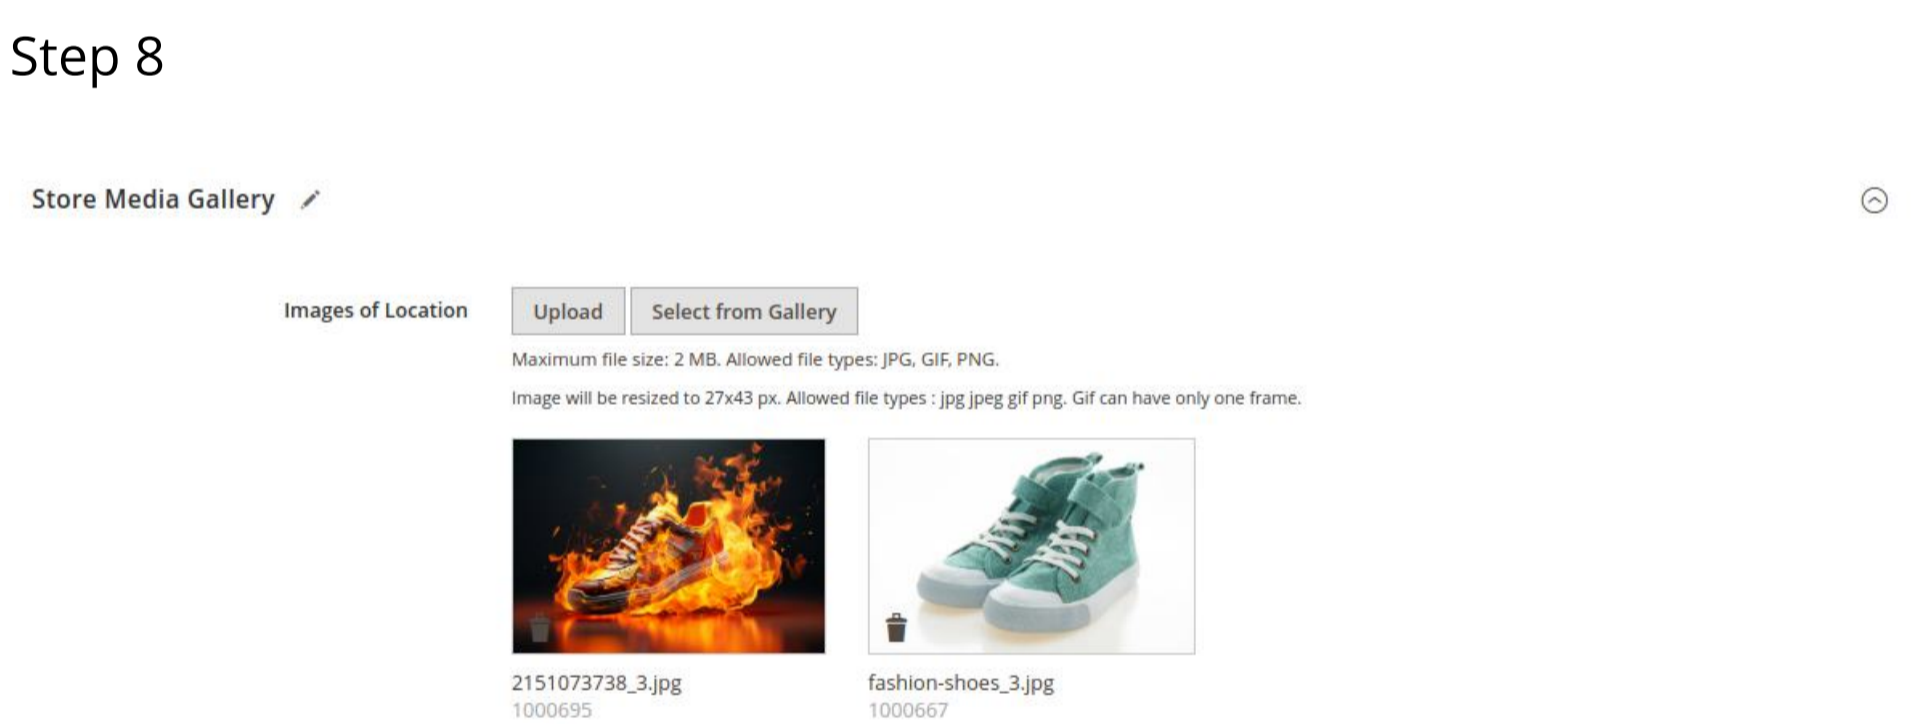 Step 8
Store Media Gallery
Images of Location
Upload
Select from Gallery
Maximum file size: 2 MB. Allowed file types: JPG, GIF, PNG.
Image will be resized to 27x43 px. Allowed file types : jpg jpeg gif png. Gif can have only one frame.
2151073738_3.jpg
1000695
fashion-shoes_3.jpg
1000667